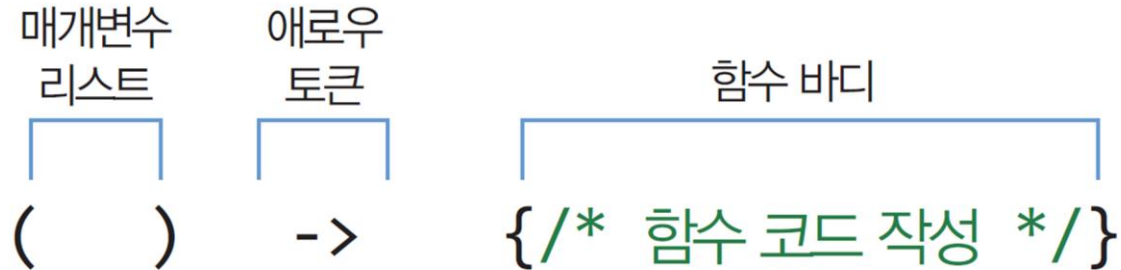 매개변수 애로우
리스트 토큰 함수 바디
( ) -> {/* 함수 코드 작성 */}